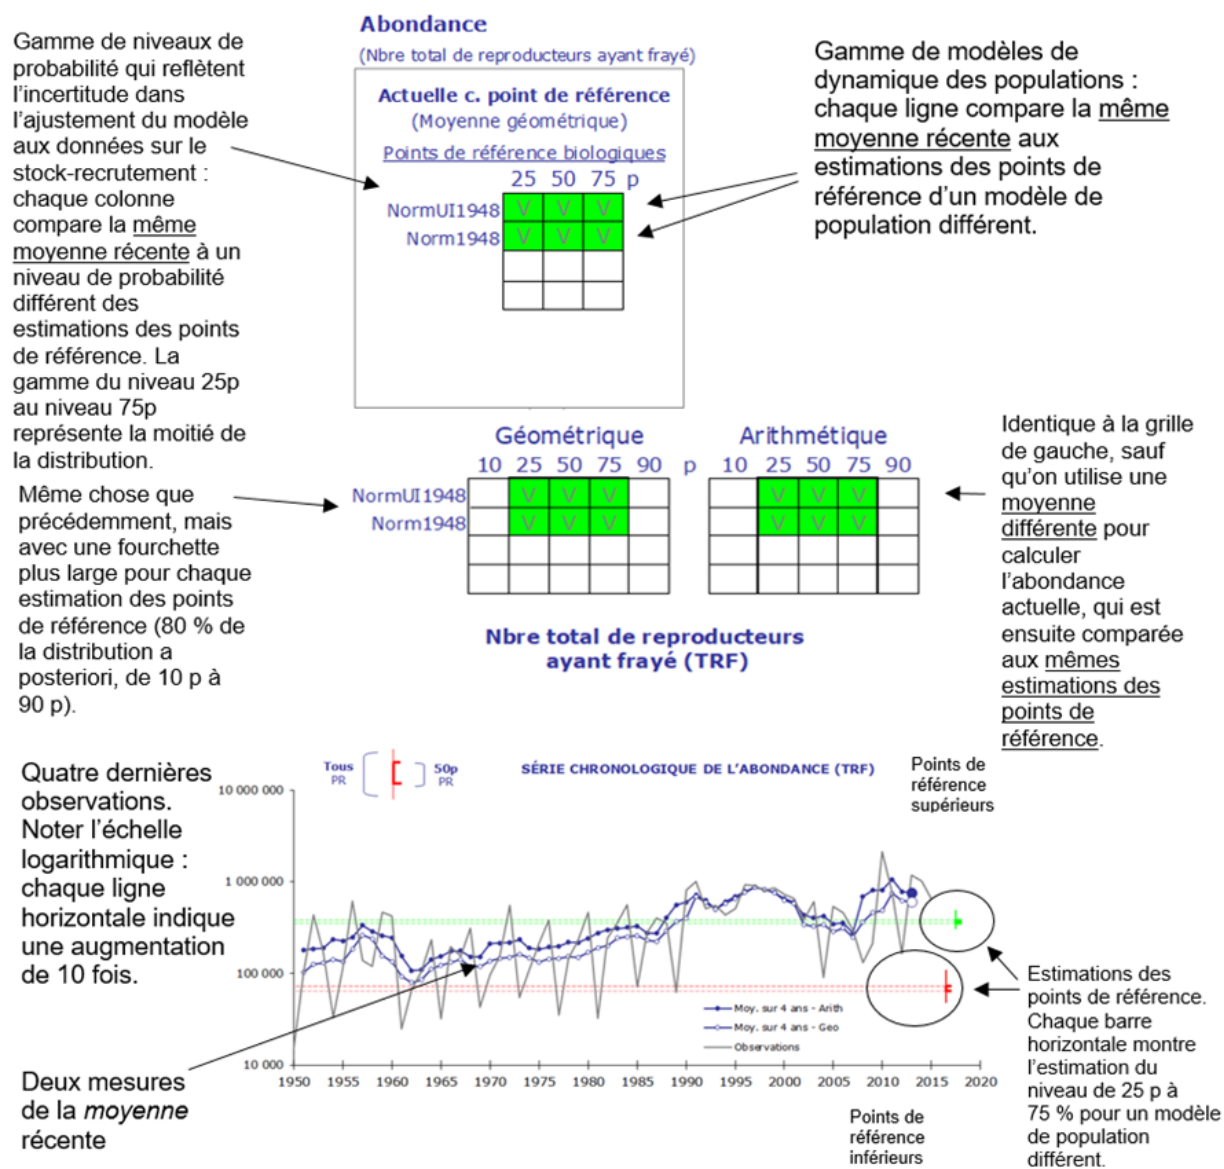 Abondance
(Nbre total de reproducteurs ayant frayé)
Gamme de niveaux de
probabilité qui reflètent
l'incertitude dans
l'ajustement du modèle
aux données sur le
stock-recrutement :
chaque colonne
compare la même
moyenne récente à un
niveau de probabilité
différent des
estimations des points
de référence. La
gamme du niveau 25p
au niveau 75p
représente la moitié de
la distribution.
Actuelle c. point de référence
(Moyenne géométrique)
Points de référence biologiques
25 50 75 p
NormUI1948 V V V
Norm1948 V V V
Gamme de modèles de
dynamique des populations :
chaque ligne compare la même
moyenne récente aux
estimations des points de
référence d'un modèle de
population différent.
Même chose que
précédemment, mais
avec une fourchette
plus large pour chaque
estimation des points
de référence (80 % de
la distribution a
posteriori, de 10 p à
90 p).
Géométrique Arithmétique
10 25 50 75 90 p 10 25 50 75 90
NormUI1948 V V V V V V
Norm1948 V V V V V V
Nbre total de reproducteurs
ayant frayé (TRF)
Identique à la grille
de gauche, sauf
qu'on utilise une
moyenne
différente pour
calculer
l'abondance
actuelle, qui est
ensuite comparée
aux mêmes
estimations des
points de
référence.
Quatre dernières
observations.
Noter l'échelle
logarithmique :
chaque ligne
horizontale indique
une augmentation
de 10 fois.
Deux mesures
de la moyenne
récente
Tous
PR
50p
PR
SÉRIE CHRONOLOGIQUE DE L'ABONDANCE (TRF)
Points de
référence
supérieurs
10 000 000
1 000 000
100 000
10 000
Moy. sur 4 ans - Arith
Moy. sur 4 ans - Geo
Observations
1950 1955 1960 1965 1970 1975 1980 1985 1990 1995 2000 2005 2010 2015 2020
Points de
référence
inférieurs
Estimations des
points de référence.
Chaque barre
horizontale montre
l'estimation du
niveau de 25 p à
75 % pour un modèle
de population
différent.